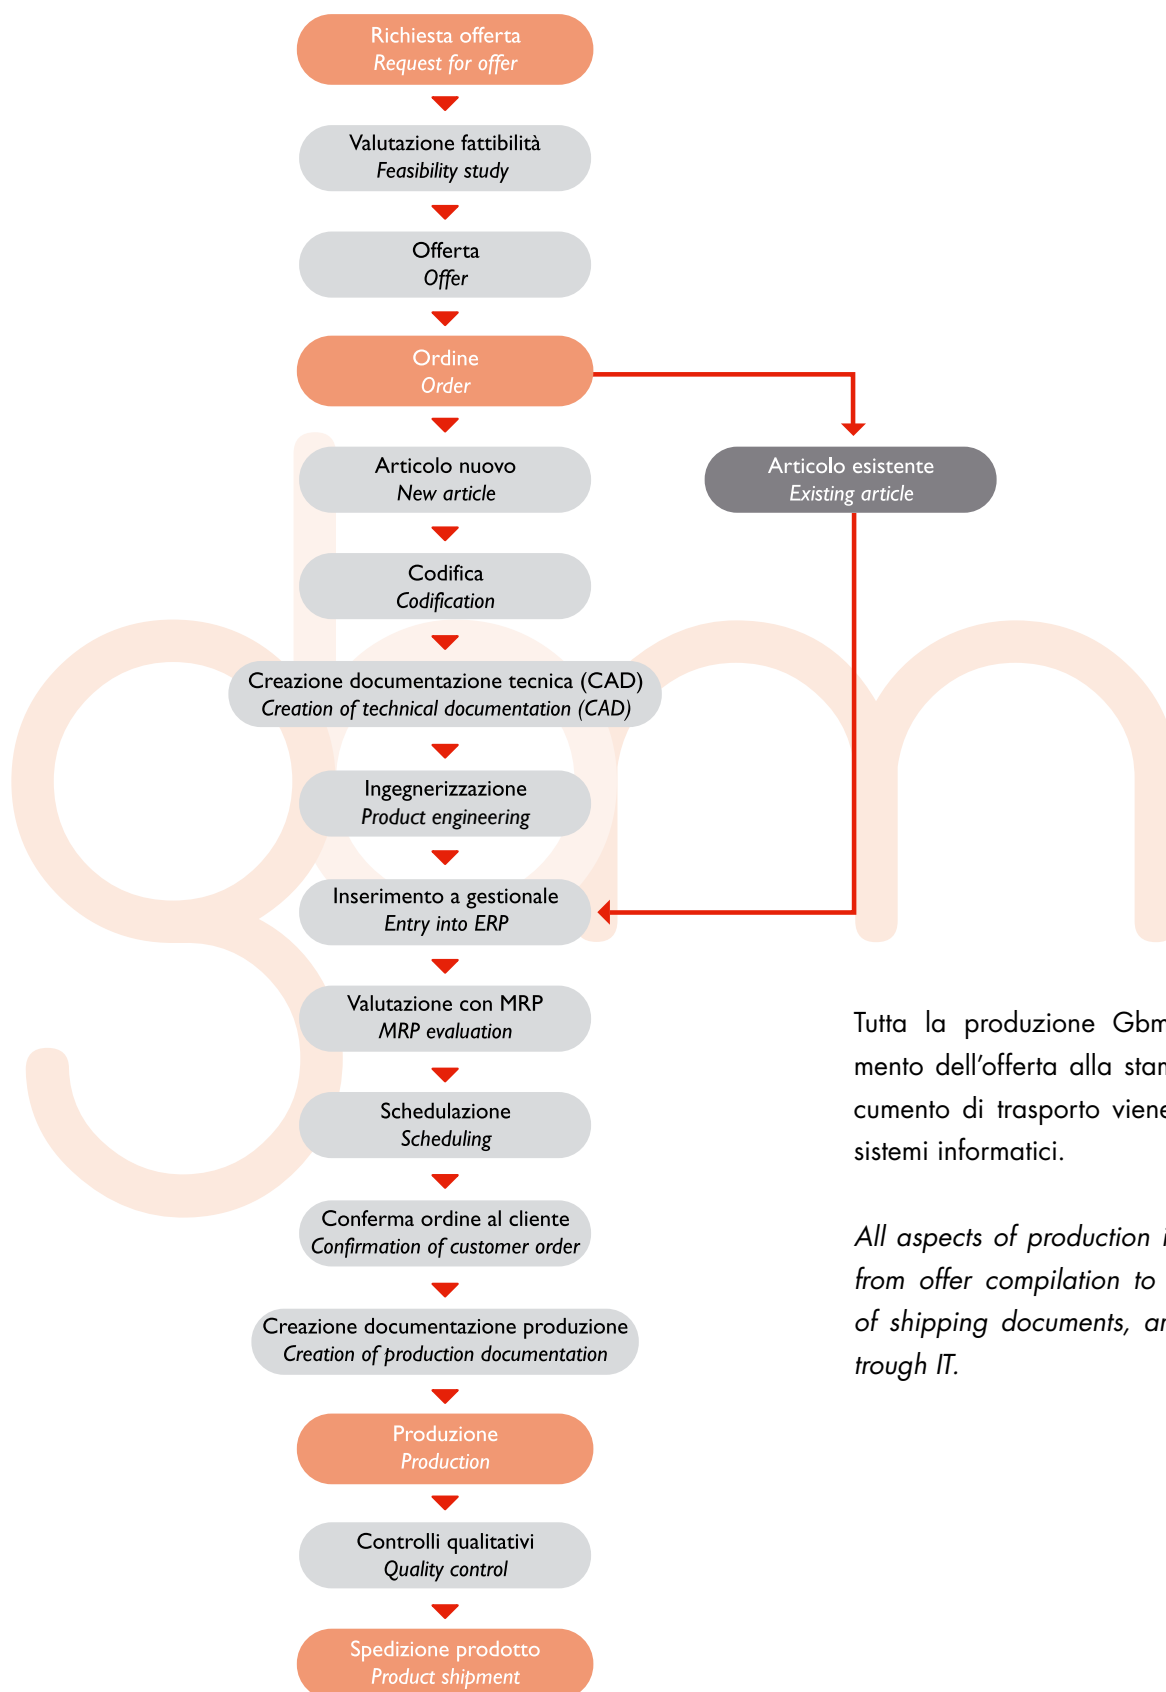 Richiesta offerta
Request for offer
Valutazione fattibilità
Feasibility study
Offerta
Offer
Ordine
Order
Articolo nuovo
New article
Articolo esistente
Existing article
Codifica
Codification
Creazione documentazione tecnica (CAD)
Creation of technical documentation (CAD)
Ingegnerizzazione
Product engineering
Inserimento a gestionale
Entry into ERP
Valutazione con MRP
MRP evaluation
Schedulazione
Scheduling
Conferma ordine al cliente
Confirmation of customer order
Creazione documentazione produzione
Creation of production documentation
Produzione
Production
Controlli qualitativi
Quality control
Spedizione prodotto
Product shipment
Tutta la produzione Gbm
mento dell'offerta alla stam
cumento di trasporto viene
sistemi informatici.
All aspects of production i
from offer compilation to
of shipping documents, ar
trough IT.
gbm